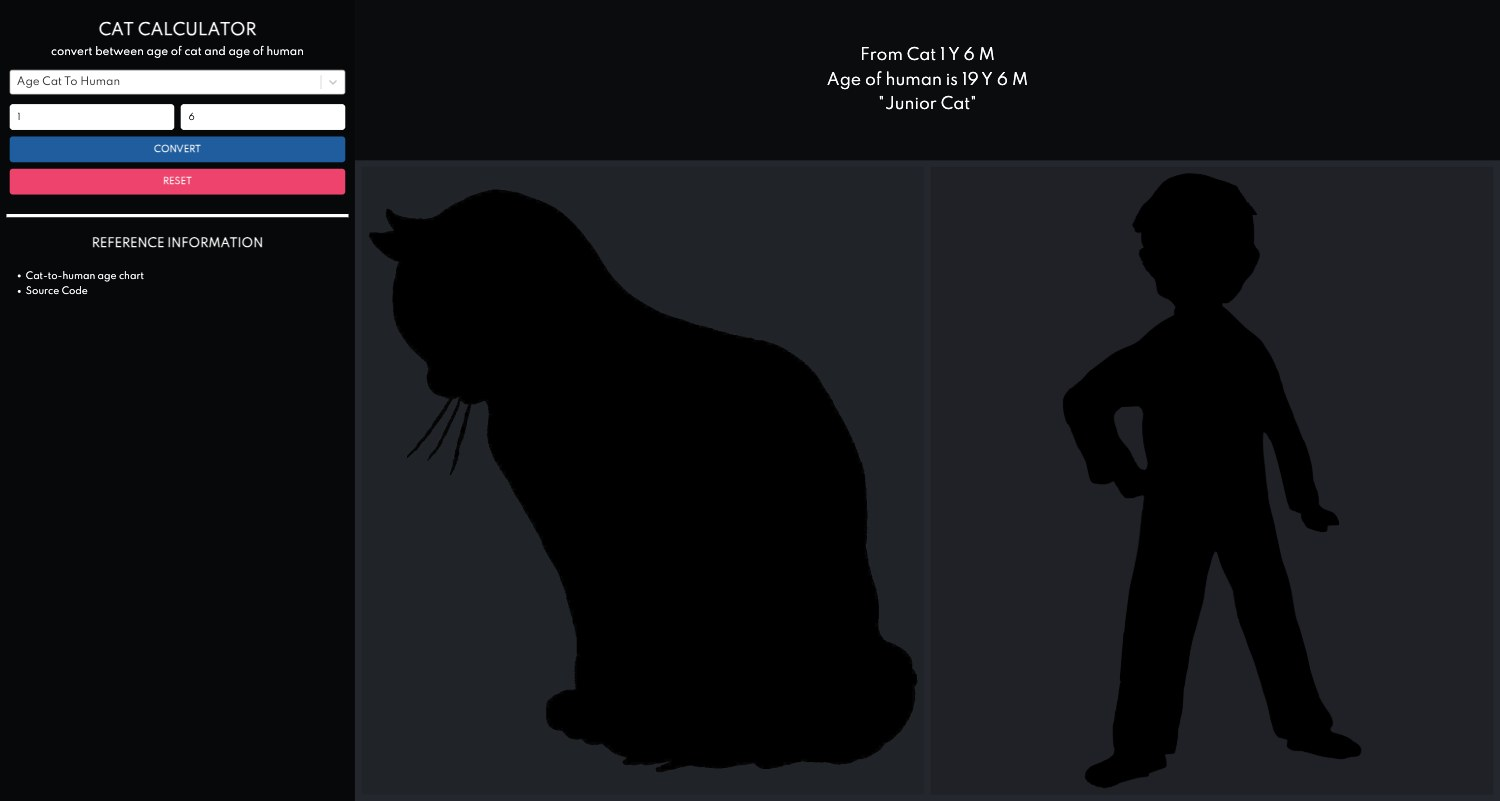 CAT CALCULATOR
convert between age of cat and age of human
Age Cat To Human
1
6
CONVERT
RESET
REFERENCE INFORMATION
• Cat-to-human age chart
• Source Code
From Cat 1 Y 6 M
Age of human is 19 Y 6 M
"Junior Cat"